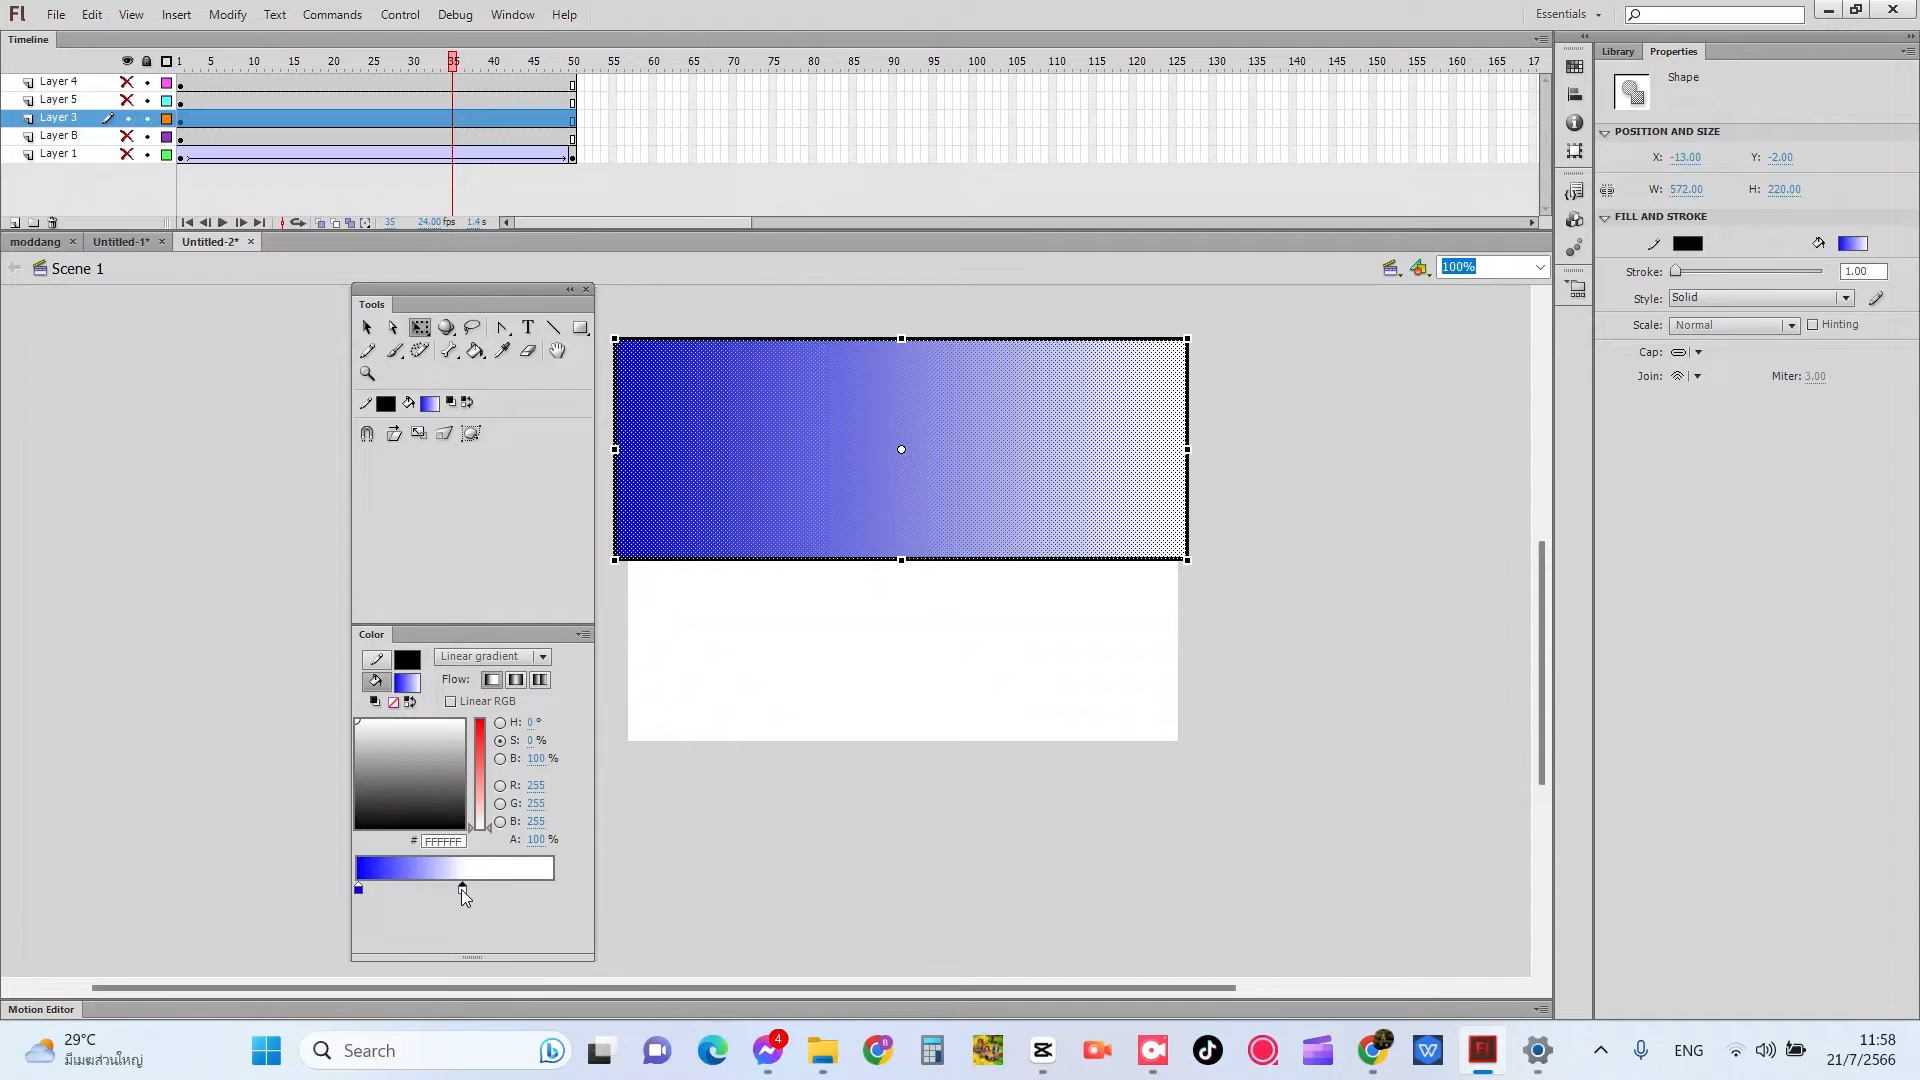 Fl File Edit View Insert Modify Text Commands Control Debug Window Help Essentials
Timeline
1 5 10 15 20 25 30 35 40 45 50 55 60 65 70 75 80 85 90 95 100 105 110 115 120 125 130 135 140 145 150 155 160 165 17
Layer 4
Layer 5
Layer 3
Layer B
Layer 1
35 24.00 fps 1.4 s
moddang Untitled-1* Untitled-2*
Scene 1
100%
Tools
T
Color
Linear gradient
Flow:
Linear RGB
H: 0 °
S: 0 %
B: 100 %
R: 255
G: 255
B: 255
A: 100 %
# FFFFFF
Library Properties
Shape
POSITION AND SIZE
X: -13.00 Y: -2.00
W: 572.00 H: 220.00
FILL AND STROKE
Stroke: 1.00
Style: Solid
Scale: Normal Hinting
Cap:
Join: Miter: 3.00
Motion Editor
29°C
มีเมฆส่วนใหญ่
Search
4
B
W
Fl
ENG
11:58
21/7/2566